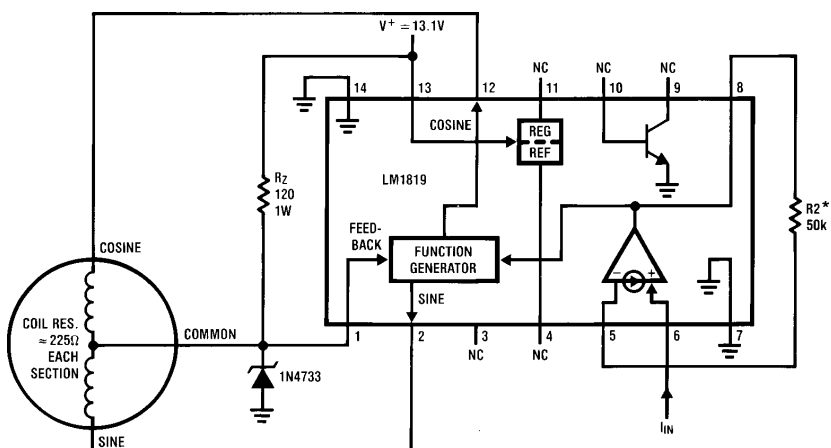 V+ = 13.1V
NC
NC
NC
14
13
12
11
10
9
8
COSINE
REG
REF
LM1819
RZ
120
1W
R2*
50k
FEED-
BACK
FUNCTION
GENERATOR
- +
COSINE
SINE
COIL RES.
≈ 225Ω
EACH
SECTION
COMMON
1
2
3
4
5
6
7
NC
NC
1N4733
IIN
SINE